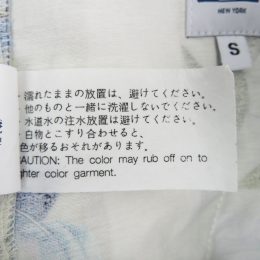 NEW YORK
S
・濡れたままの放置は、避けてください。
・他のものと一緒に洗濯しないでください。
・水道水の注水放置は避けてください。
・白物とこすり合わせると、
色が移るおそれがあります。
CAUTION: The color may rub off on to
lighter color garment.